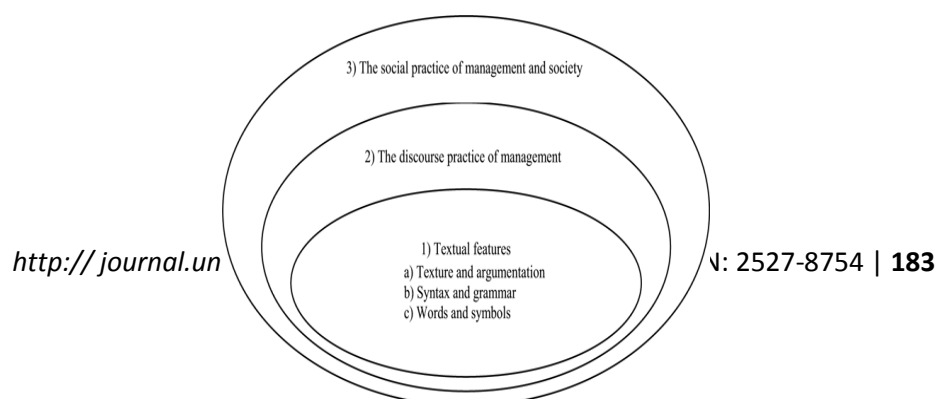 3) The social practice of management and society
2) The discourse practice of management
1) Textual features
http:// journal.un N: 2527-8754 | 183
a) Texture and argumentation
b) Syntax and grammar
c) Words and symbols